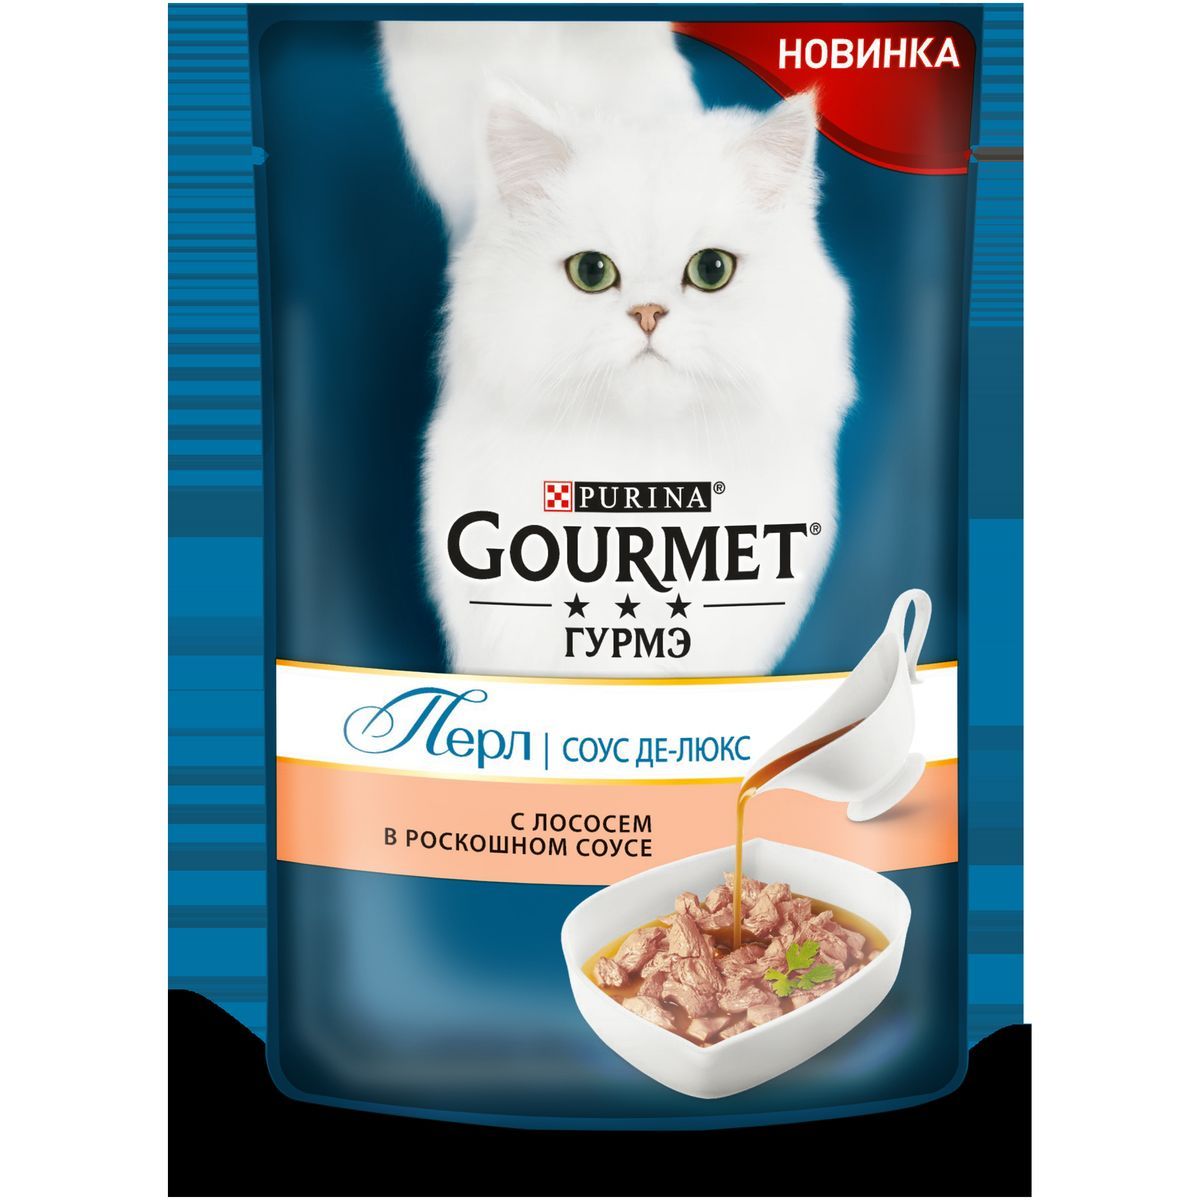 НОВИНКА
PURINA®
GOURMET®
ГУРМЭ
Перл | СОУС ДЕ-ЛЮКС
С ЛОСОСЕМ
В РОСКОШНОМ СОУСЕ